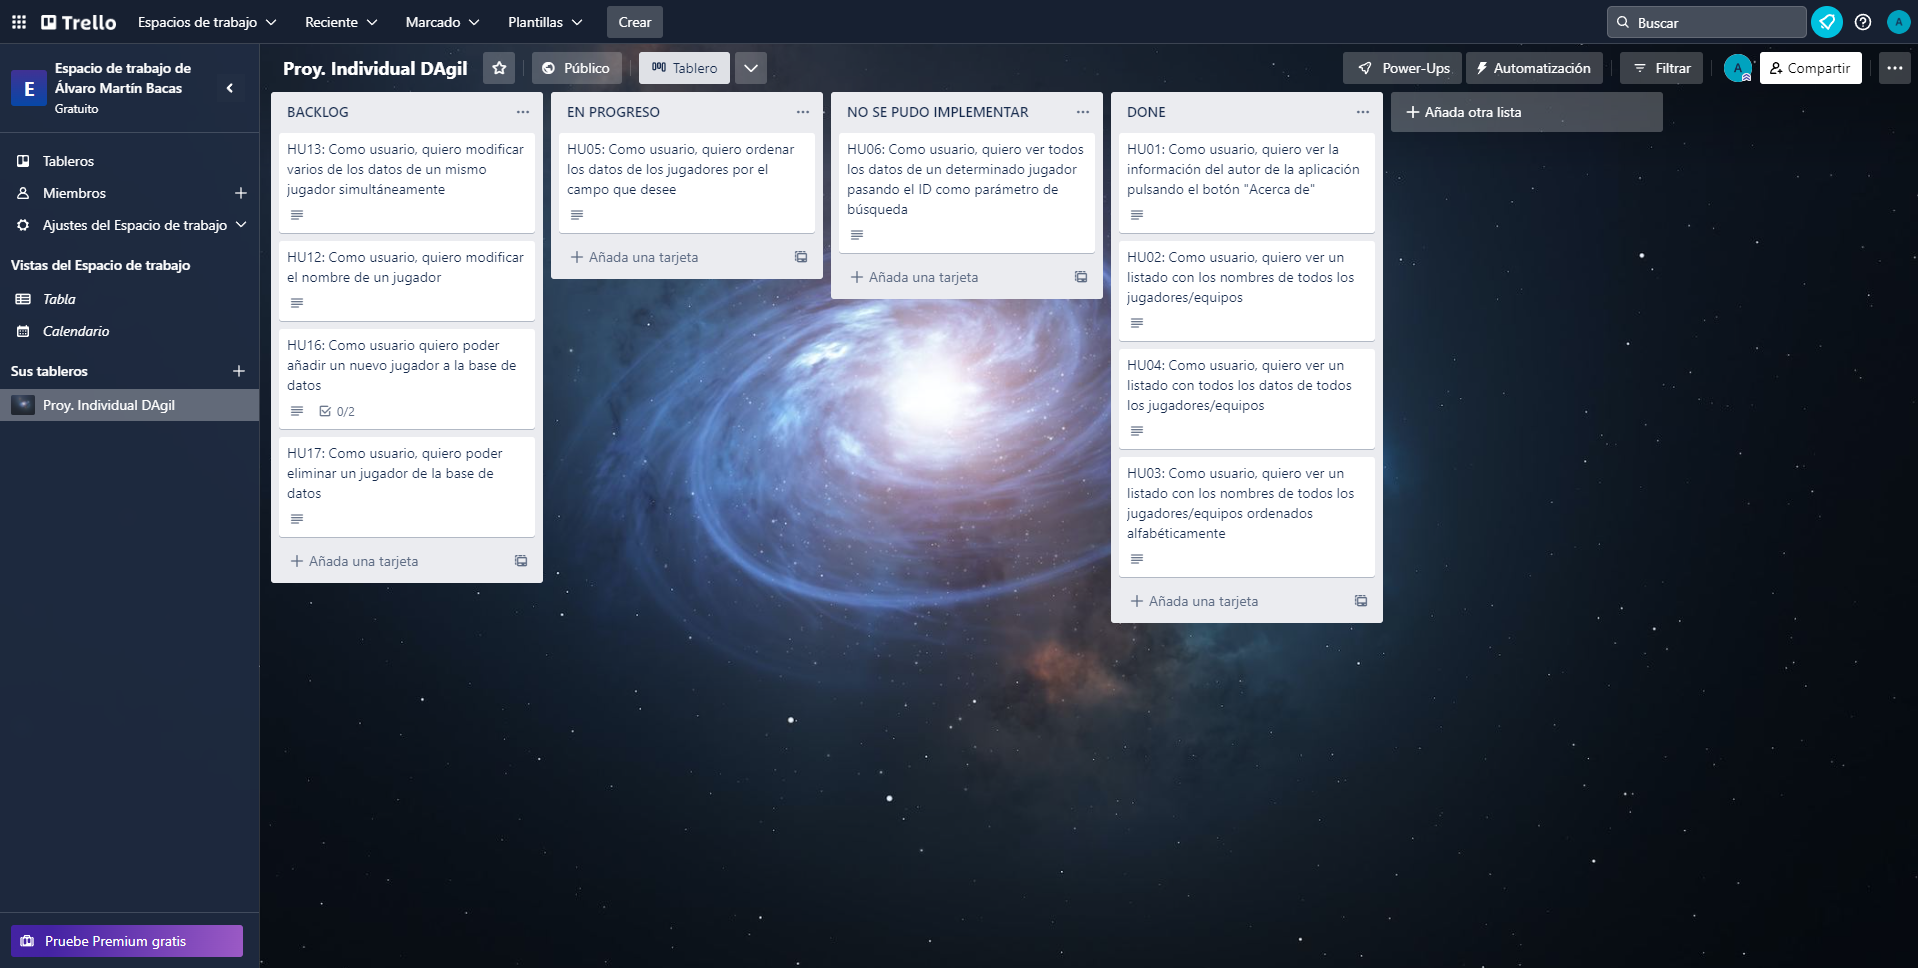 Trello
Espacios de trabajo
Reciente
Marcado
Plantillas
Crear
Buscar
A
E
Espacio de trabajo de
Álvaro Martín Bacas
Gratuito
Tableros
Miembros
Ajustes del Espacio de trabajo
Vistas del Espacio de trabajo
Tabla
Calendario
Sus tableros
Proy. Individual DAgil
Pruebe Premium gratis
Proy. Individual DAgil
Público
Tablero
Power-Ups
Automatización
Filtrar
A
Compartir
BACKLOG
HU13: Como usuario, quiero modificar
varios de los datos de un mismo
jugador simultáneamente
HU12: Como usuario, quiero modificar
el nombre de un jugador
HU16: Como usuario quiero poder
añadir un nuevo jugador a la base de
datos
0/2
HU17: Como usuario, quiero poder
eliminar un jugador de la base de
datos
Añada una tarjeta
EN PROGRESO
HU05: Como usuario, quiero ordenar
los datos de los jugadores por el
campo que desee
Añada una tarjeta
NO SE PUDO IMPLEMENTAR
HU06: Como usuario, quiero ver todos
los datos de un determinado jugador
pasando el ID como parámetro de
búsqueda
Añada una tarjeta
DONE
HU01: Como usuario, quiero ver la
información del autor de la aplicación
pulsando el botón "Acerca de"
HU02: Como usuario, quiero ver un
listado con los nombres de todos los
jugadores/equipos
HU04: Como usuario, quiero ver un
listado con todos los datos de todos
los jugadores/equipos
HU03: Como usuario, quiero ver un
listado con los nombres de todos los
jugadores/equipos ordenados
alfabéticamente
Añada una tarjeta
Añada otra lista